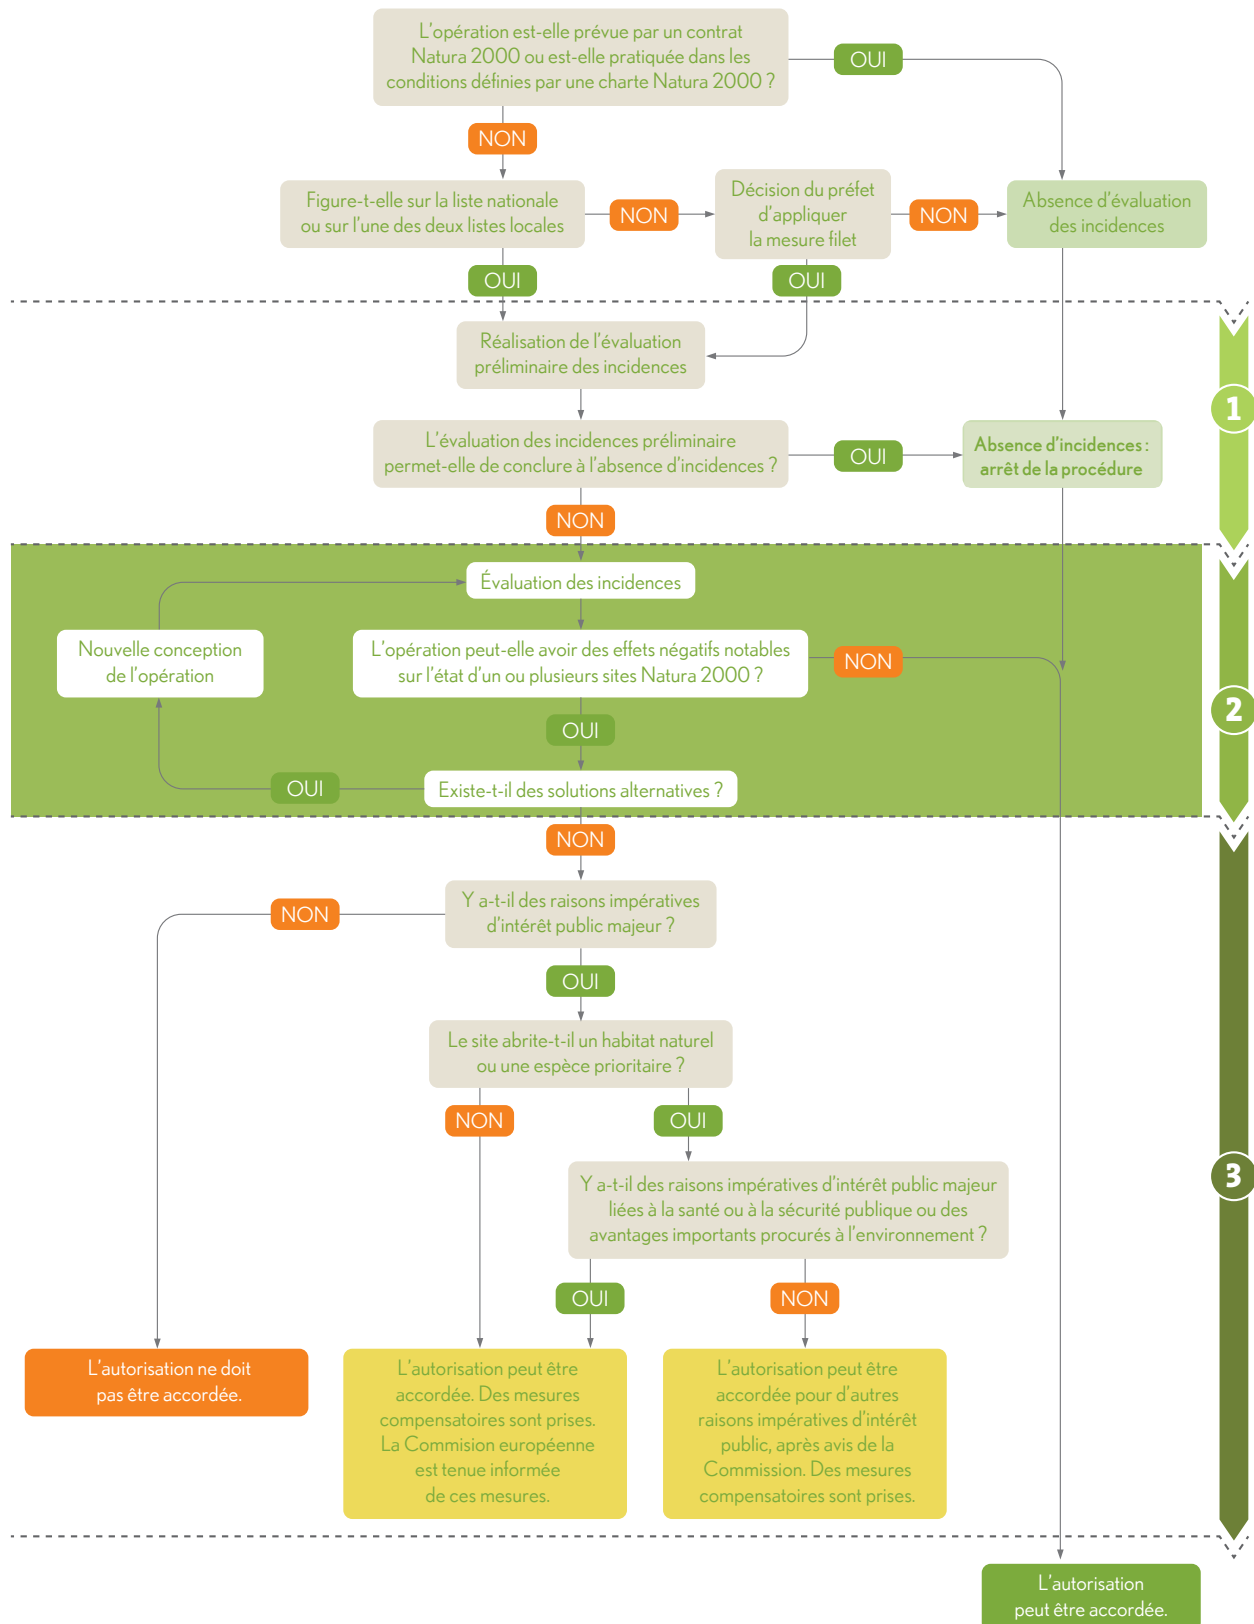 L'opération est-elle prévue par un contrat
Natura 2000 ou est-elle pratiquée dans les
conditions définies par une charte Natura 2000 ?
OUI
NON
Figure-t-elle sur la liste nationale
ou sur l'une des deux listes locales
NON
Décision du préfet
d'appliquer
la mesure filet
NON
Absence d'évaluation
des incidences
OUI
OUI
Réalisation de l'évaluation
préliminaire des incidences
1
L'évaluation des incidences préliminaire
permet-elle de conclure à l'absence d'incidences ?
OUI
Absence d'incidences :
arrêt de la procédure
NON
Évaluation des incidences
Nouvelle conception
de l'opération
L'opération peut-elle avoir des effets négatifs notables
sur l'état d'un ou plusieurs sites Natura 2000 ?
NON
2
OUI
OUI
Existe-t-il des solutions alternatives ?
NON
Y a-t-il des raisons impératives
d'intérêt public majeur ?
NON
OUI
Le site abrite-t-il un habitat naturel
ou une espèce prioritaire ?
NON
OUI
3
Y a-t-il des raisons impératives d'intérêt public majeur
liées à la santé ou à la sécurité publique ou des
avantages importants procurés à l'environnement ?
OUI
NON
L'autorisation ne doit
pas être accordée.
L'autorisation peut être
accordée. Des mesures
compensatoires sont prises.
La Commision européenne
est tenue informée
de ces mesures.
L'autorisation peut être
accordée pour d'autres
raisons impératives d'intérêt
public, après avis de la
Commission. Des mesures
compensatoires sont prises.
L'autorisation
peut être accordée.